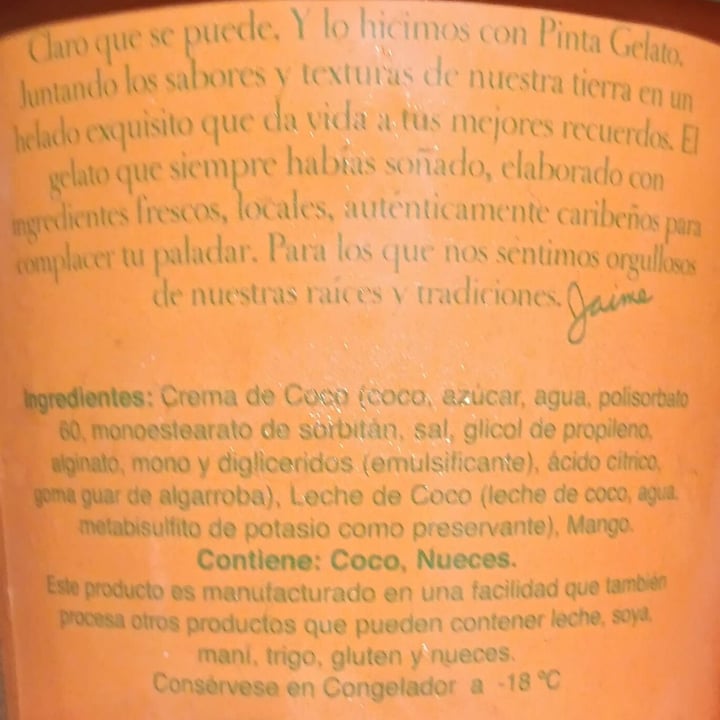 Claro que se puede. Y lo hicimos con Pinta Gelato.
Juntando los sabores y texturas de nuestra tierra en un
helado exquisito que da vida a tus mejores recuerdos. El
gelato que siempre habías soñado, elaborado con
ingredientes frescos, locales, auténticamente caribeños para
complacer tu paladar. Para los que nos sentimos orgullosos
de nuestras raíces y tradiciones. Jaime
Ingredientes: Crema de Coco (coco, azúcar, agua, polisorbato
60, monoestearato de sorbitán, sal, glicol de propileno,
alginato, mono y digliceridos (emulsificante), ácido cítrico,
goma guar de algarroba), Leche de Coco (leche de coco, agua,
metabisulfito de potasio como preservante), Mango.
Contiene: Coco, Nueces.
Este producto es manufacturado en una facilidad que también
procesa otros productos que pueden contener leche, soya,
maní, trigo, gluten y nueces.
Consérvese en Congelador a -18 °C